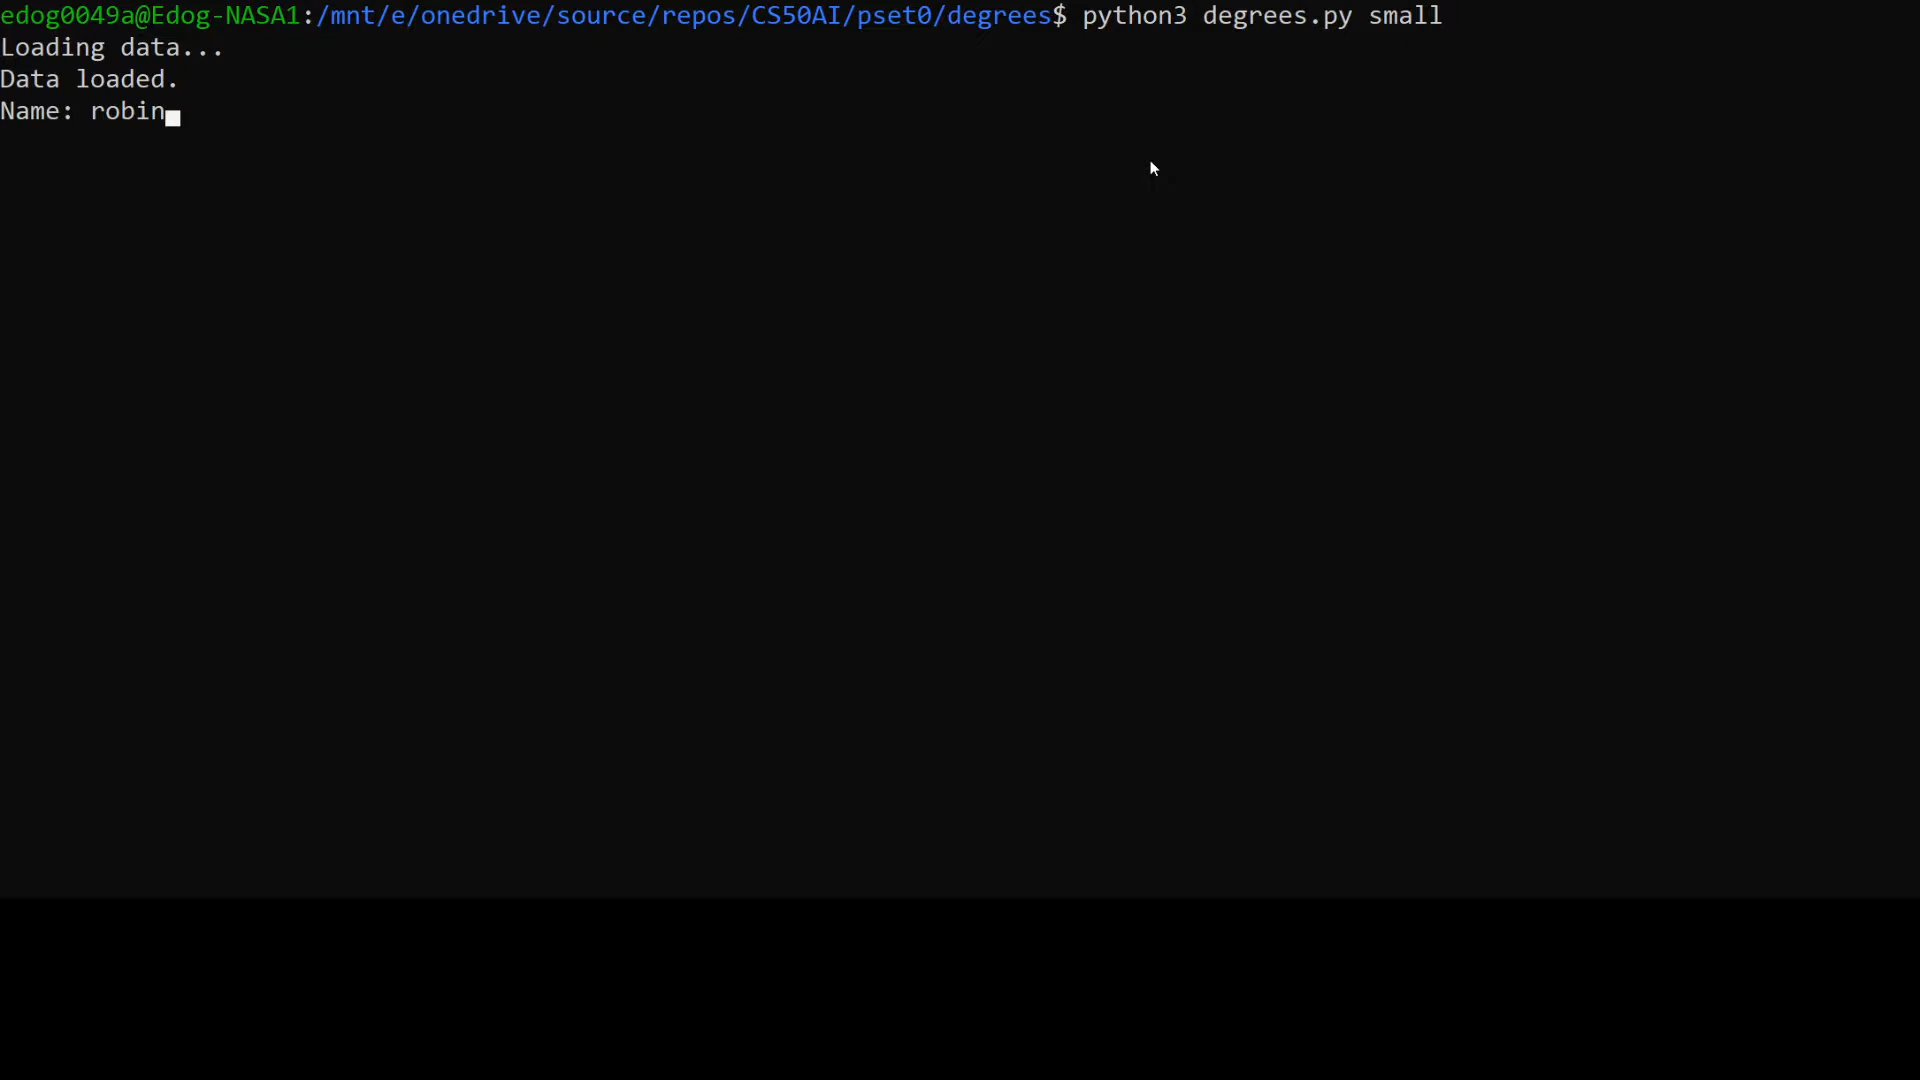 edog0049a@Edog-NASA1:/mnt/e/onedrive/source/repos/CS50AI/pset0/degrees$ python3 degrees.py small
Loading data...
Data loaded.
Name: robin